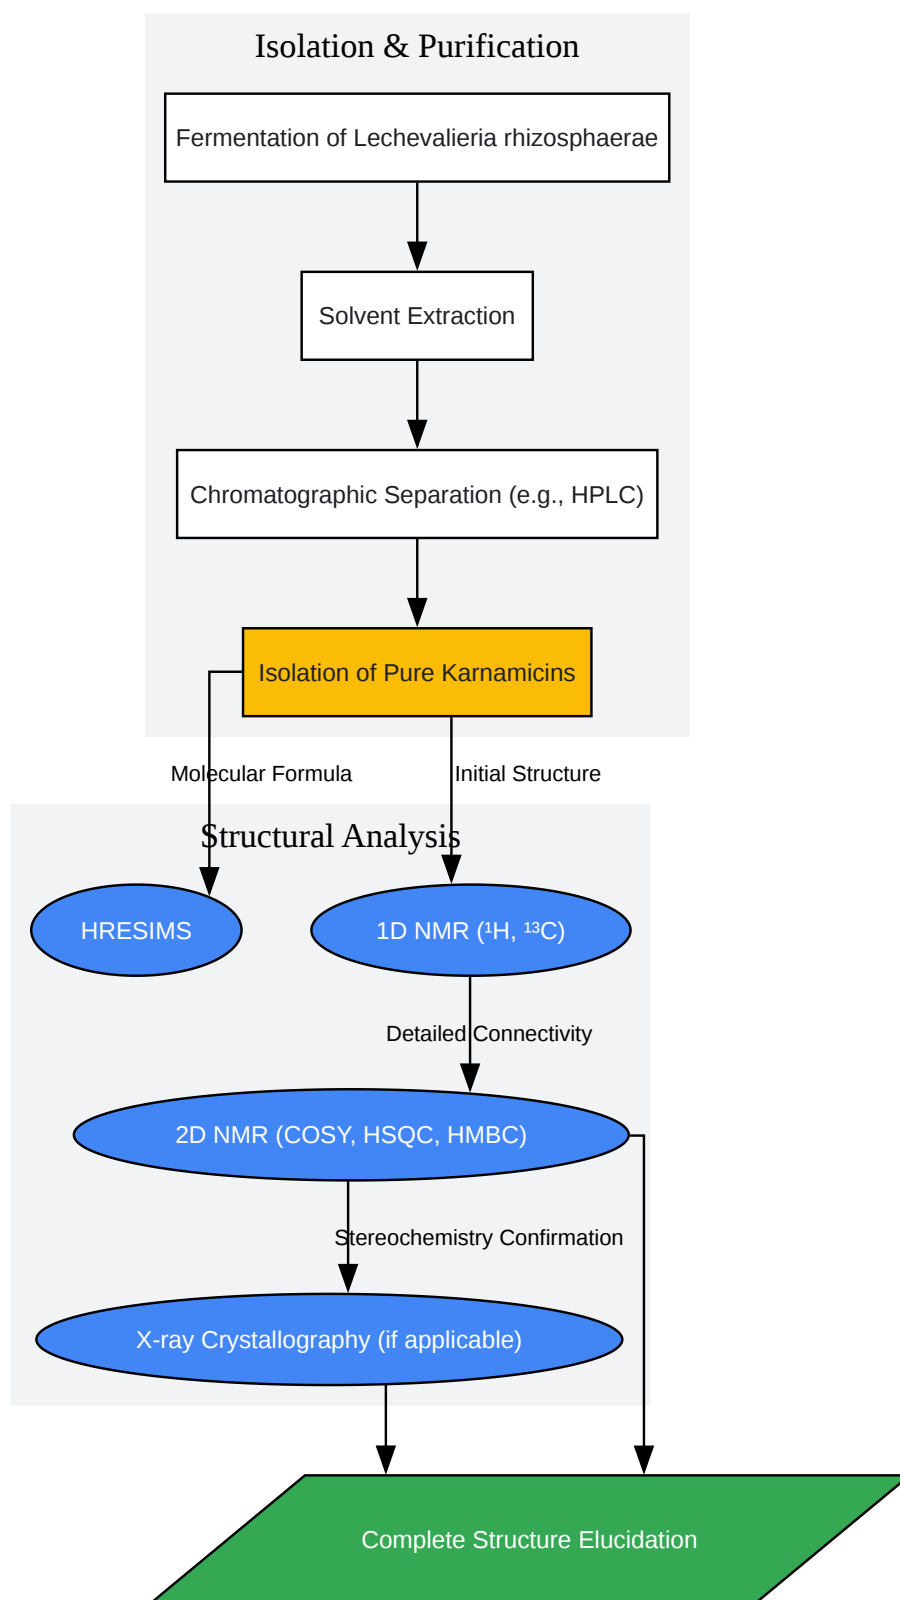 Isolation & Purification
Fermentation of Lechevalieria rhizosphaerae
Solvent Extraction
Chromatographic Separation (e.g., HPLC)
Isolation of Pure Karnamicins
Molecular Formula
Initial Structure
Structural Analysis
HRESIMS
1D NMR (¹H, ¹³C)
Detailed Connectivity
2D NMR (COSY, HSQC, HMBC)
Stereochemistry Confirmation
X-ray Crystallography (if applicable)
Complete Structure Elucidation